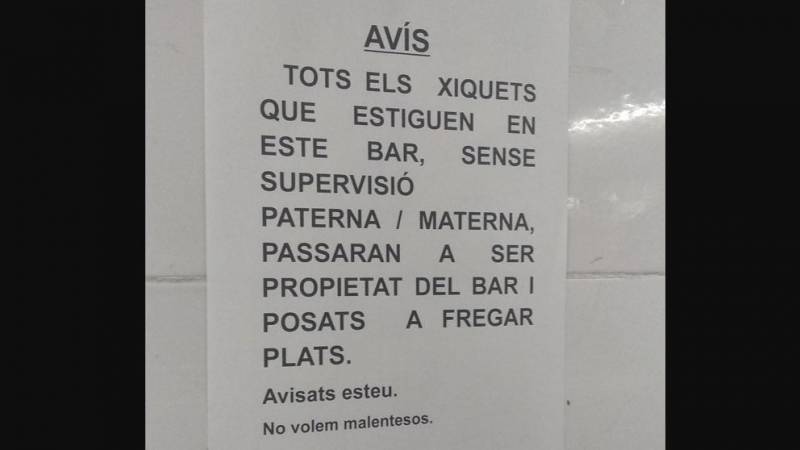 AVÍS
TOTS ELS XIQUETS
QUE ESTIGUEN EN
ESTE BAR, SENSE
SUPERVISIÓ
PATERNA / MATERNA,
PASSARAN A SER
PROPIETAT DEL BAR I
POSATS A FREGAR
PLATS.
Avisats esteu.
No volem malentesos.